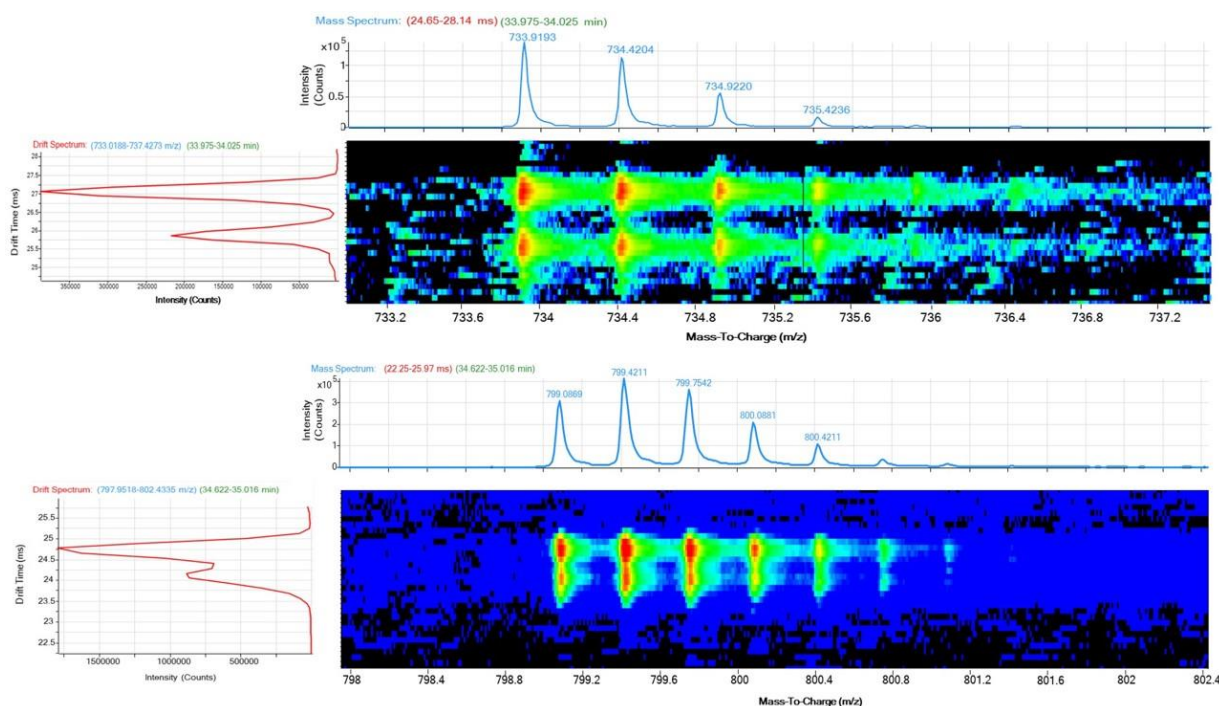 Mass Spectrum: (24.65-28.14 ms) (33.975-34.025 min)
733.9193
734.4204
734.9220
735.4236
x10^5
1
0.5
0
Intensity (Counts)
Drift Spectrum: (733.0188-737.4273 m/z) (33.975-34.025 min)
28
27.5
27
26.5
26
25.5
25
Drift Time (ms)
350000 300000 250000 200000 150000 100000 50000
Intensity (Counts)
733.2 733.6 734 734.4 734.8 735.2 735.6 736 736.4 736.8 737.2
Mass-To-Charge (m/z)
Mass Spectrum: (22.25-25.97 ms) (34.622-35.016 min)
799.0869
799.4211
799.7542
800.0881
800.4211
x10^5
4
3
2
1
0
Intensity (Counts)
Drift Spectrum: (797.9518-802.4335 m/z) (34.622-35.016 min)
25.5
25
24.5
24
23.5
23
22.5
Drift Time (ms)
1500000 1000000 500000
Intensity (Counts)
798 798.4 798.8 799.2 799.6 800 800.4 800.8 801.2 801.6 802 802.4
Mass-To-Charge (m/z)